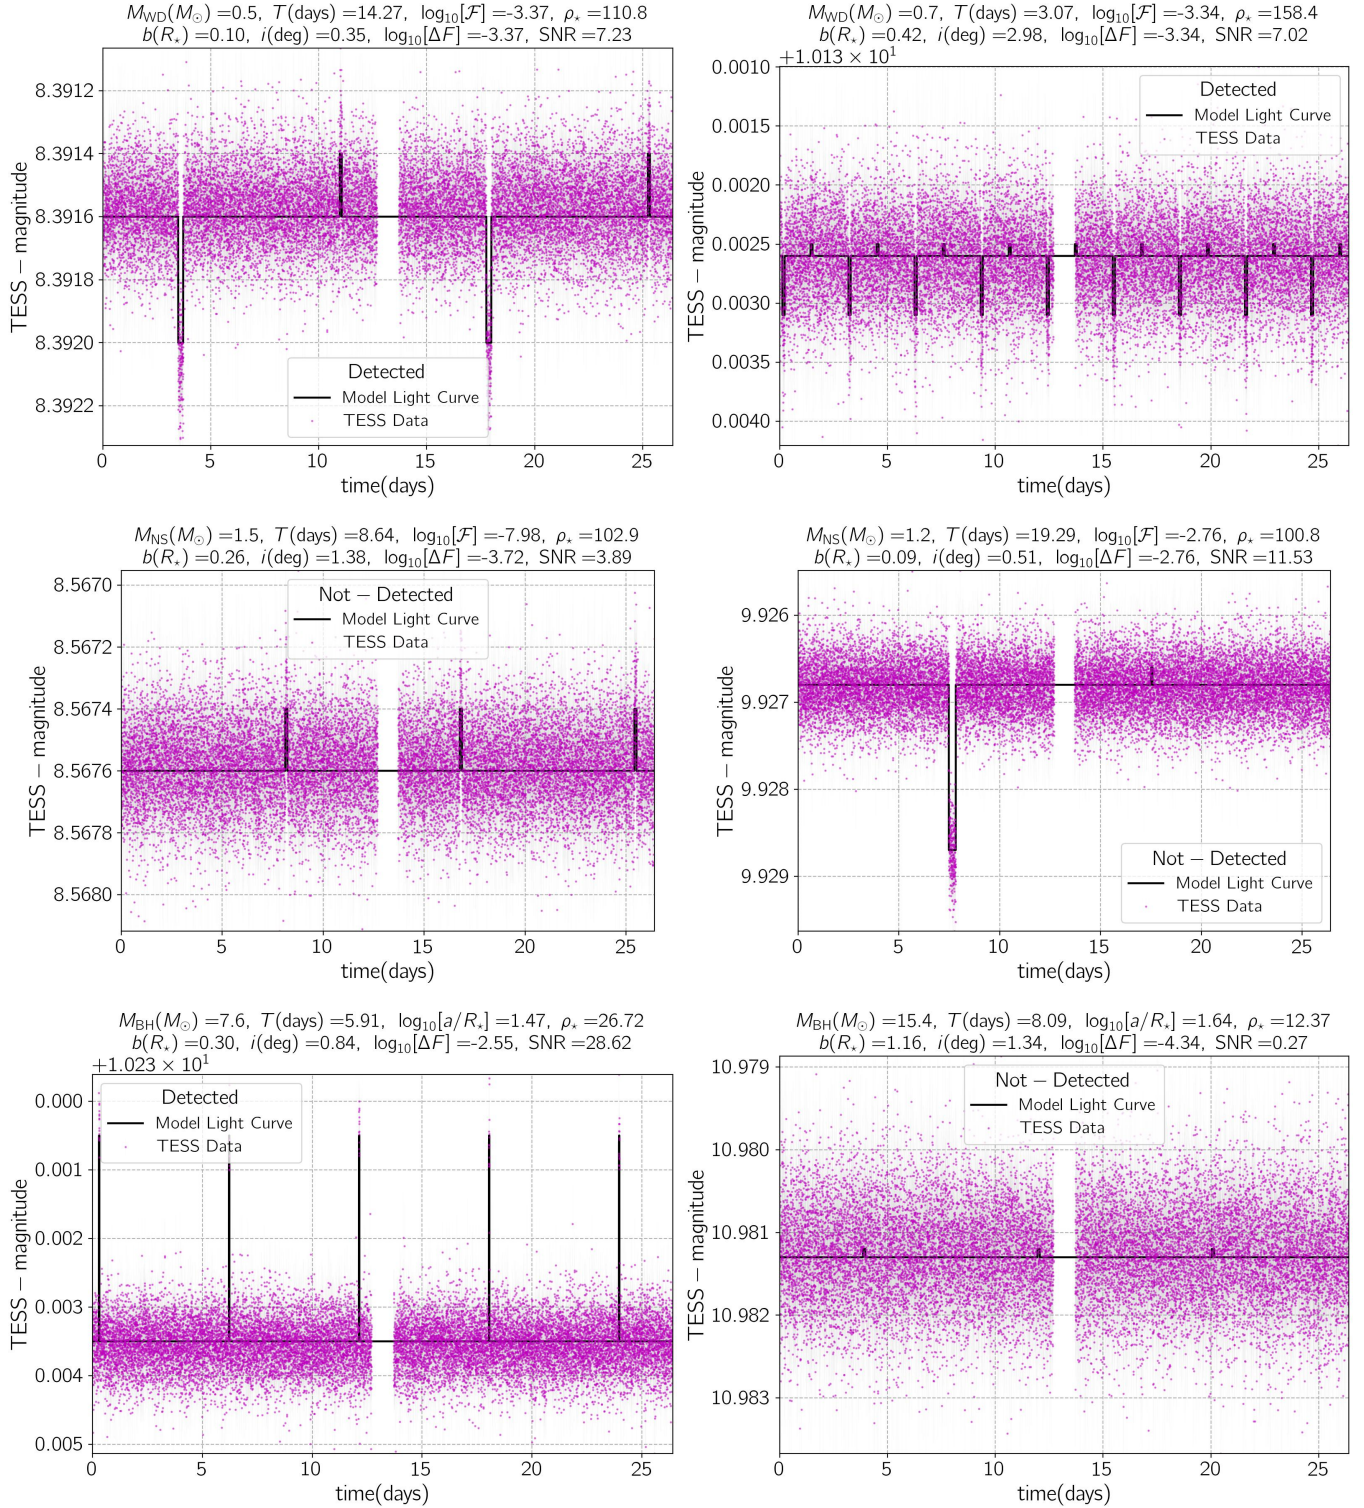 M_WD(M_⊙) =0.5, T(days) =14.27, log₁₀[ℱ] =-3.37, ρ⋆ =110.8
b(R⋆) =0.10, i(deg) =0.35, log₁₀[ΔF] =-3.37, SNR =7.23
8.3912
8.3914
8.3916
8.3918
8.3920
8.3922
TESS − magnitude
Detected
Model Light Curve
TESS Data
0 5 10 15 20 25
time(days)
M_WD(M_⊙) =0.7, T(days) =3.07, log₁₀[ℱ] =-3.34, ρ⋆ =158.4
b(R⋆) =0.42, i(deg) =2.98, log₁₀[ΔF] =-3.34, SNR =7.02
+1.013 × 10¹
0.0010
0.0015
0.0020
0.0025
0.0030
0.0035
0.0040
TESS − magnitude
Detected
Model Light Curve
TESS Data
0 5 10 15 20 25
time(days)
M_NS(M_⊙) =1.5, T(days) =8.64, log₁₀[ℱ] =-7.98, ρ⋆ =102.9
b(R⋆) =0.26, i(deg) =1.38, log₁₀[ΔF] =-3.72, SNR =3.89
8.5670
8.5672
8.5674
8.5676
8.5678
8.5680
TESS − magnitude
Not − Detected
Model Light Curve
TESS Data
0 5 10 15 20 25
time(days)
M_NS(M_⊙) =1.2, T(days) =19.29, log₁₀[ℱ] =-2.76, ρ⋆ =100.8
b(R⋆) =0.09, i(deg) =0.51, log₁₀[ΔF] =-2.76, SNR =11.53
9.926
9.927
9.928
9.929
TESS − magnitude
Not − Detected
Model Light Curve
TESS Data
0 5 10 15 20 25
time(days)
M_BH(M_⊙) =7.6, T(days) =5.91, log₁₀[a/R⋆] =1.47, ρ⋆ =26.72
b(R⋆) =0.30, i(deg) =0.84, log₁₀[ΔF] =-2.55, SNR =28.62
+1.023 × 10¹
0.000
0.001
0.002
0.003
0.004
0.005
TESS − magnitude
Detected
Model Light Curve
TESS Data
0 5 10 15 20 25
time(days)
M_BH(M_⊙) =15.4, T(days) =8.09, log₁₀[a/R⋆] =1.64, ρ⋆ =12.37
b(R⋆) =1.16, i(deg) =1.34, log₁₀[ΔF] =-4.34, SNR =0.27
10.979
10.980
10.981
10.982
10.983
TESS − magnitude
Not − Detected
Model Light Curve
TESS Data
0 5 10 15 20 25
time(days)